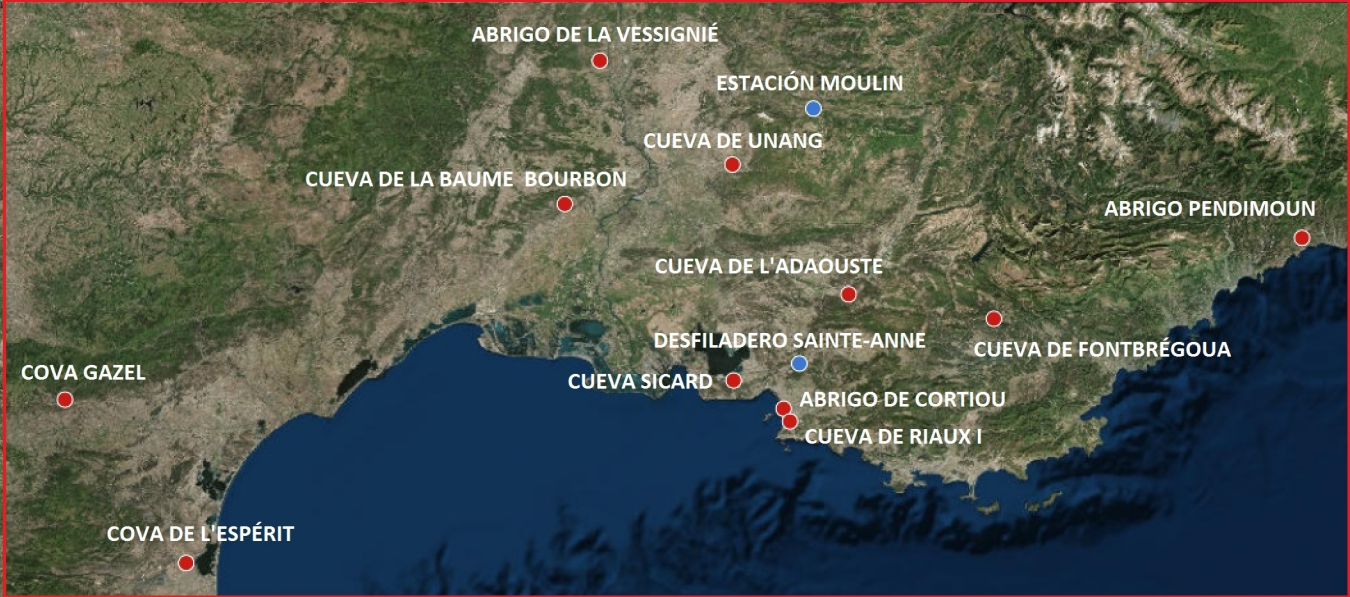 ABRIGO DE LA VESSIGNIÉ
ESTACIÓN MOULIN
CUEVA DE UNANG
CUEVA DE LA BAUME BOURBON
ABRIGO PENDIMOUN
CUEVA DE L'ADAOUSTE
DESFILADERO SAINTE-ANNE
CUEVA DE FONTBRÉGOUA
COVA GAZEL
CUEVA SICARD
ABRIGO DE CORTIOU
CUEVA DE RIAUX I
COVA DE L'ESPÉRIT